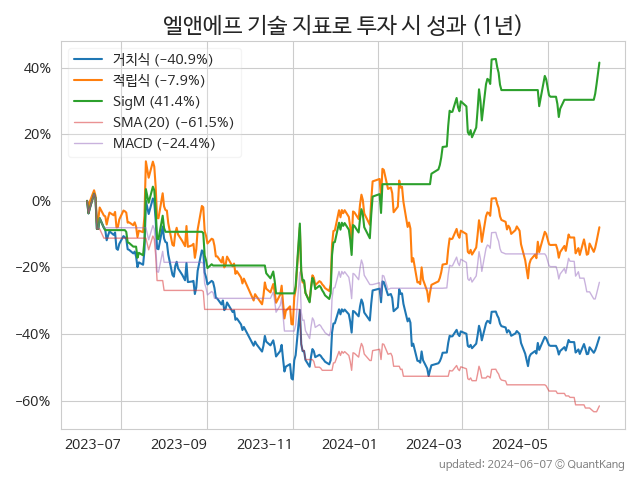 엘앤에프 기술 지표로 투자 시 성과 (1년)
거치식 (−40.9%)
적립식 (−7.9%)
SigM (41.4%)
SMA(20) (−61.5%)
MACD (−24.4%)
40%
20%
0%
−20%
−40%
−60%
2023−07 2023−09 2023−11 2024−01 2024−03 2024−05
updated: 2024−06−07 © QuantKang